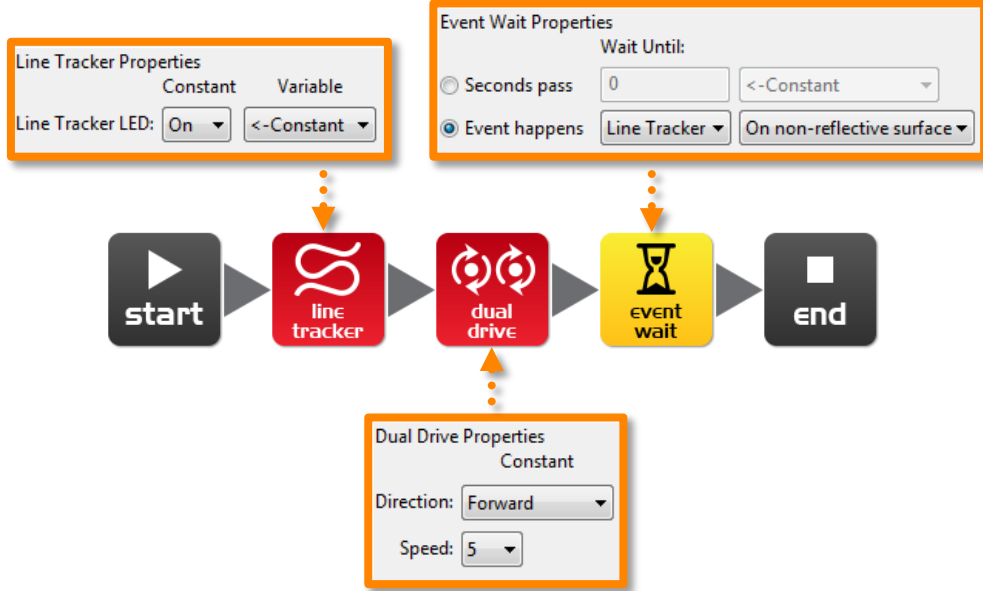 Line Tracker Properties
Constant Variable
Line Tracker LED: On <-Constant
Event Wait Properties
Wait Until:
Seconds pass 0 <-Constant
Event happens Line Tracker On non-reflective surface
start
line
tracker
dual
drive
event
wait
end
Dual Drive Properties
Constant
Direction: Forward
Speed: 5